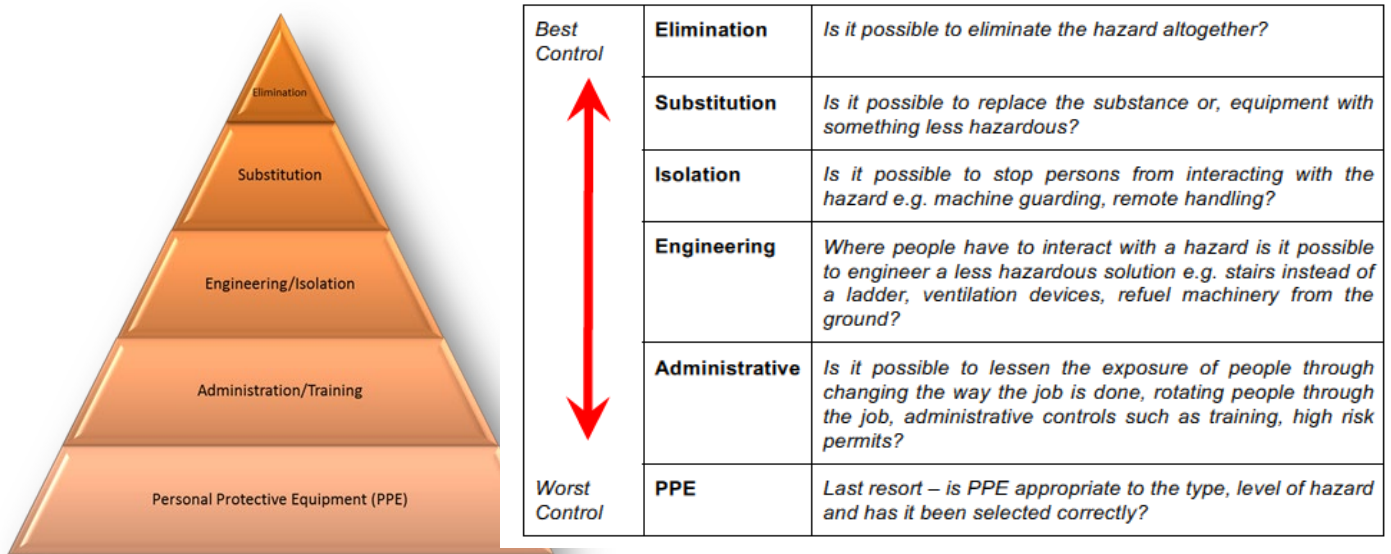 Elimination
Substitution
Engineering/Isolation
Administration/Training
Personal Protective Equipment (PPE)
Best
Control
Elimination
Is it possible to eliminate the hazard altogether?
Substitution
Is it possible to replace the substance or, equipment with
something less hazardous?
Isolation
Is it possible to stop persons from interacting with the
hazard e.g. machine guarding, remote handling?
Engineering
Where people have to interact with a hazard is it possible
to engineer a less hazardous solution e.g. stairs instead of
a ladder, ventilation devices, refuel machinery from the
ground?
Administrative
Is it possible to lessen the exposure of people through
changing the way the job is done, rotating people through
the job, administrative controls such as training, high risk
permits?
Worst
Control
PPE
Last resort – is PPE appropriate to the type, level of hazard
and has it been selected correctly?